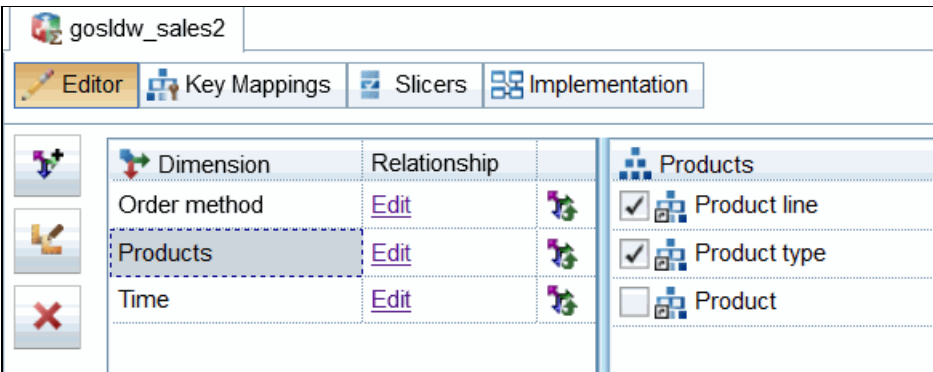 gosldw_sales2
Editor Key Mappings Slicers Implementation
Dimension Relationship Products
Order method Edit Product line
Products Edit Product type
Time Edit Product